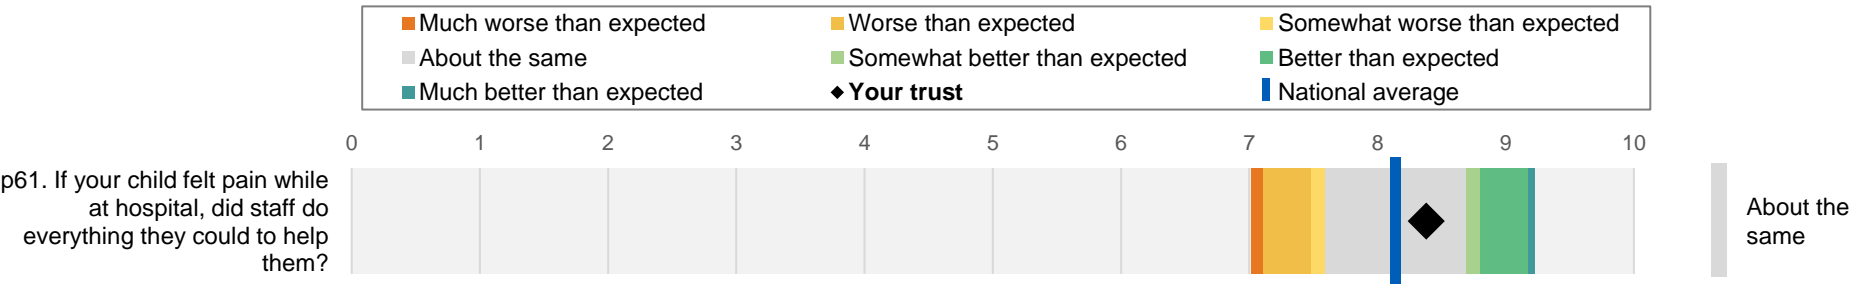 Much worse than expected
Worse than expected
Somewhat worse than expected
About the same
Somewhat better than expected
Better than expected
Much better than expected
Your trust
National average
0 1 2 3 4 5 6 7 8 9 10
p61. If your child felt pain while
at hospital, did staff do
everything they could to help
them?
About the
same